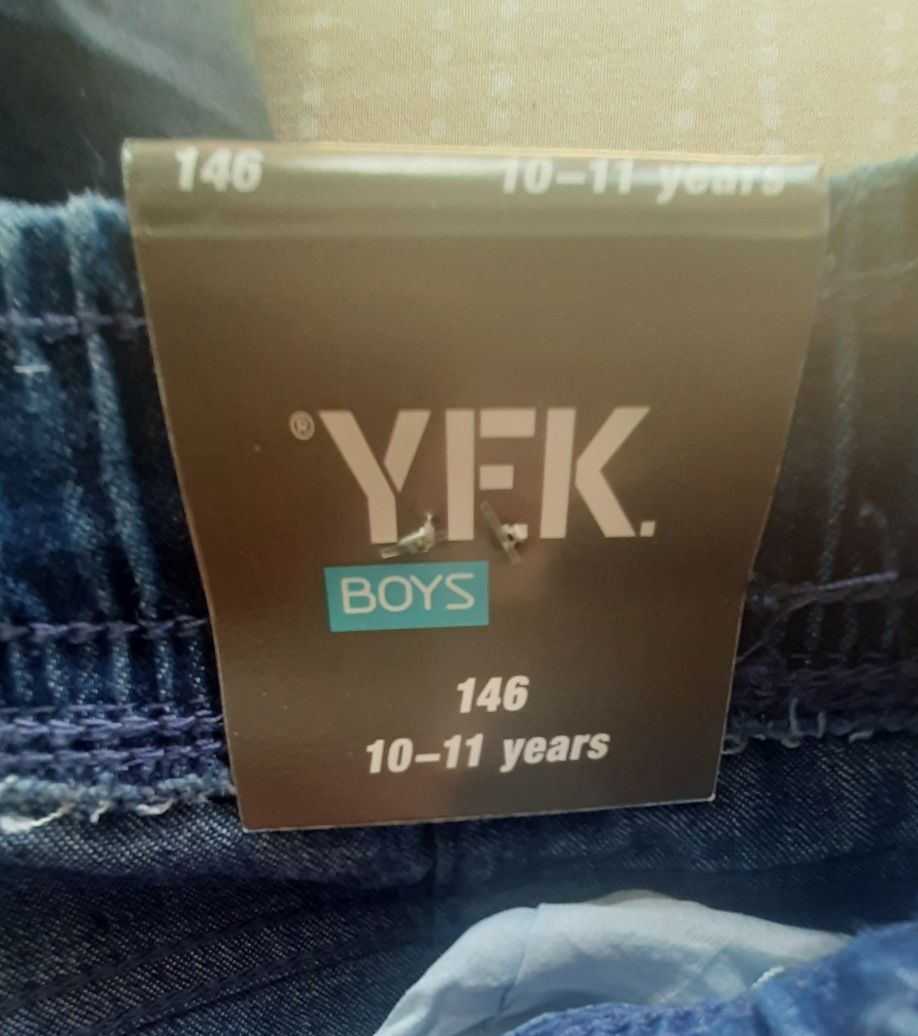 146 10–11 years
® YFK.
BOYS
146
10–11 years